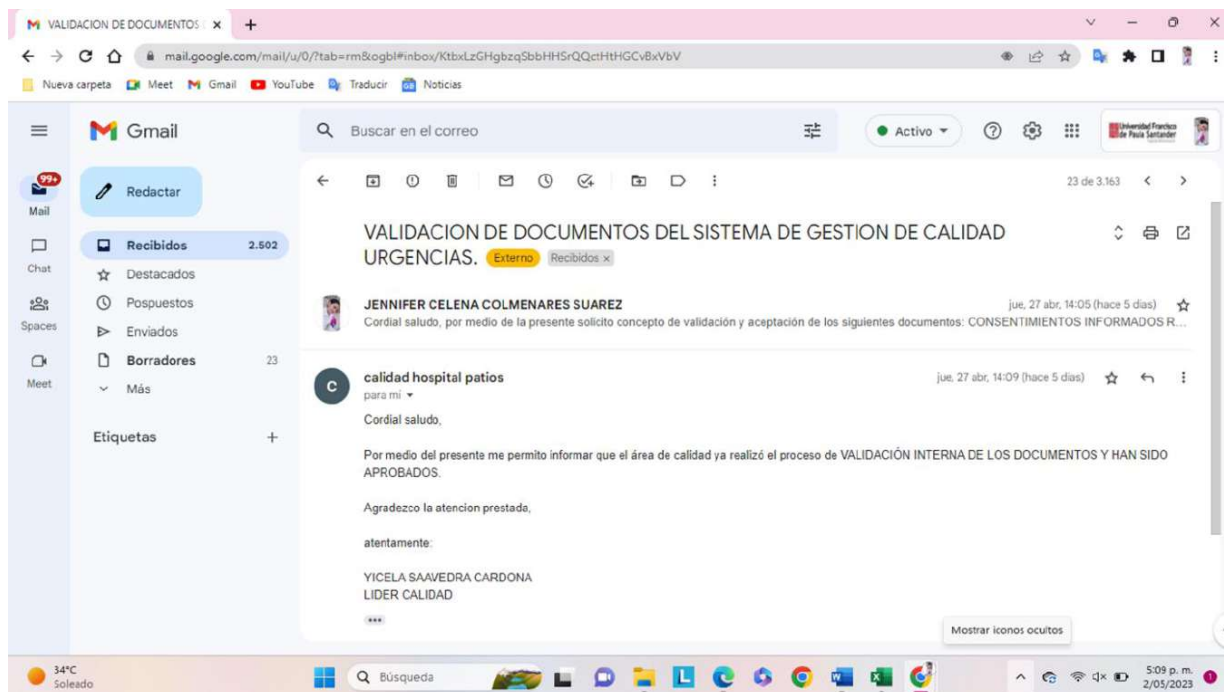 VALIDACION DE DOCUMENTOS
mail.google.com/mail/u/0/?tab=rm&ogbl#inbox/KtbxLzGHgbzqSbbHHSrQQctHtHGCvBxVbV
Nueva carpeta Meet Gmail YouTube Traducir Noticias
Gmail
Buscar en el correo
Activo
Universidad Francisco
de Paula Santander
99+
Mail
Chat
Spaces
Meet
Redactar
Recibidos 2.502
Destacados
Pospuestos
Enviados
Borradores 23
Más
Etiquetas +
23 de 3.163
VALIDACION DE DOCUMENTOS DEL SISTEMA DE GESTION DE CALIDAD
URGENCIAS. Externo Recibidos x
JENNIFER CELENA COLMENARES SUAREZ jue, 27 abr, 14:05 (hace 5 días)
Cordial saludo, por medio de la presente solicito concepto de validación y aceptación de los siguientes documentos: CONSENTIMIENTOS INFORMADOS R...
C
calidad hospital patios jue, 27 abr, 14:09 (hace 5 días)
para mí
Cordial saludo,
Por medio del presente me permito informar que el área de calidad ya realizó el proceso de VALIDACIÓN INTERNA DE LOS DOCUMENTOS Y HAN SIDO
APROBADOS.
Agradezco la atencion prestada,
atentamente:
YICELA SAAVEDRA CARDONA
LIDER CALIDAD
Mostrar iconos ocultos
34°C
Soleado
Búsqueda
5:09 p. m.
2/05/2023